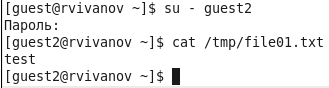 [guest@rvivanov ~]$ su - guest2
Пароль:
[guest2@rvivanov ~]$ cat /tmp/file01.txt
test
[guest2@rvivanov ~]$